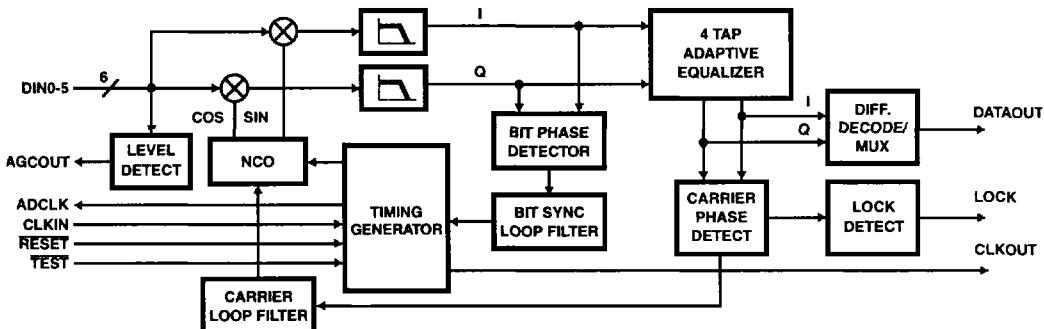 I
4 TAP
ADAPTIVE
EQUALIZER
6
DIN0-5
Q
COS
SIN
I
DIFF.
DECODE/
MUX
DATAOUT
BIT PHASE
DETECTOR
Q
LEVEL
DETECT
NCO
AGCOUT
CARRIER
PHASE
DETECT
LOCK
DETECT
LOCK
ADCLK
TIMING
GENERATOR
BIT SYNC
LOOP FILTER
CLKIN
RESET
CLKOUT
TEST
CARRIER
LOOP FILTER